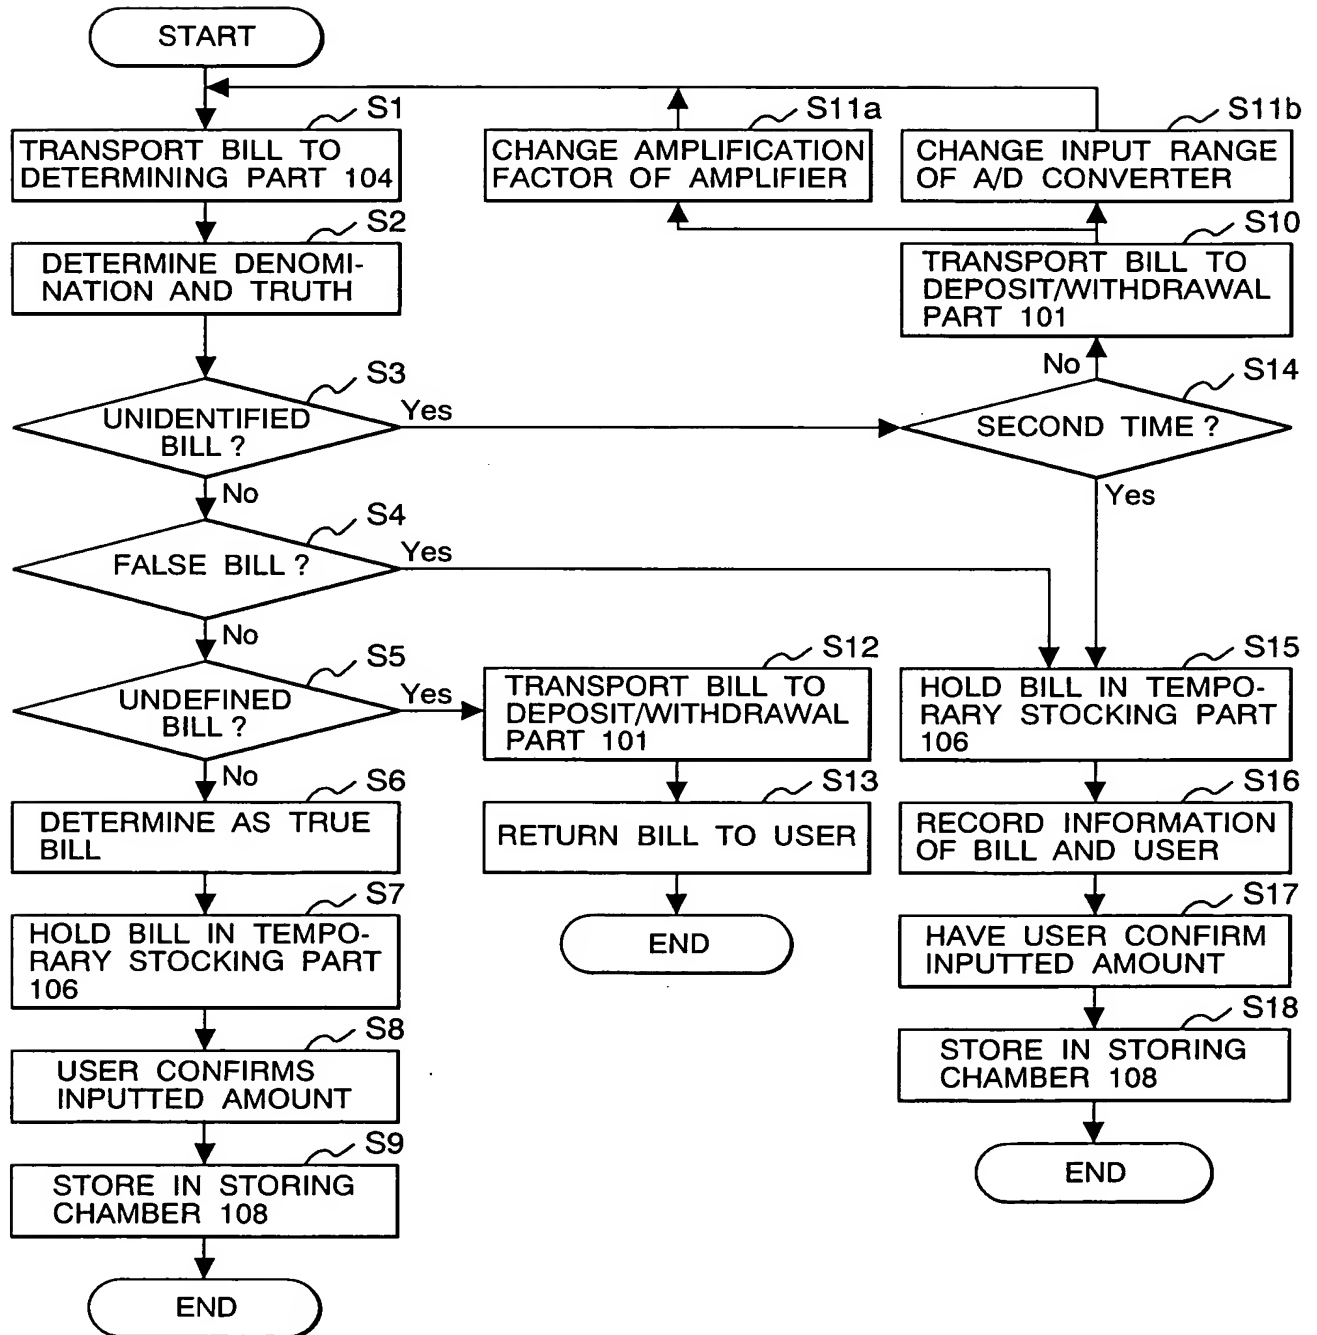 START
S1
TRANSPORT BILL TO
DETERMINING PART 104
S11a
CHANGE AMPLIFICATION
FACTOR OF AMPLIFIER
S11b
CHANGE INPUT RANGE
OF A/D CONVERTER
S2
DETERMINE DENOMI-
NATION AND TRUTH
S10
TRANSPORT BILL TO
DEPOSIT/WITHDRAWAL
PART 101
S3
UNIDENTIFIED
BILL ?
Yes
No
No
S14
SECOND TIME ?
Yes
S4
FALSE BILL ?
Yes
No
S5
UNDEFINED
BILL ?
Yes
No
S12
TRANSPORT BILL TO
DEPOSIT/WITHDRAWAL
PART 101
S15
HOLD BILL IN TEMPO-
RARY STOCKING PART
106
S6
DETERMINE AS TRUE
BILL
S13
RETURN BILL TO USER
S16
RECORD INFORMATION
OF BILL AND USER
S7
HOLD BILL IN TEMPO-
RARY STOCKING PART
106
END
S17
HAVE USER CONFIRM
INPUTTED AMOUNT
S8
USER CONFIRMS
INPUTTED AMOUNT
S18
STORE IN STORING
CHAMBER 108
S9
STORE IN STORING
CHAMBER 108
END
END